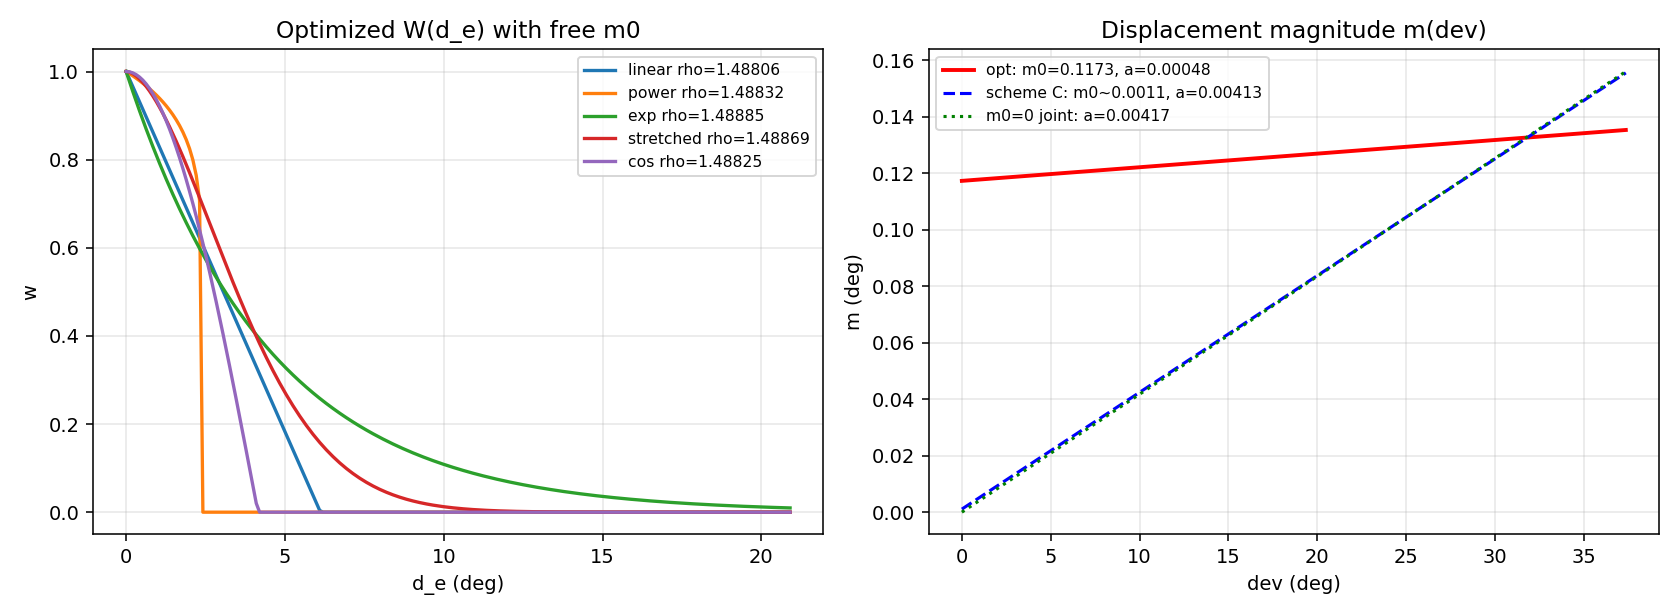 Optimized W(d_e) with free m0
linear rho=1.48806
power rho=1.48832
exp rho=1.48885
stretched rho=1.48869
cos rho=1.48825
w
1.0
0.8
0.6
0.4
0.2
0.0
0 5 10 15 20
d_e (deg)
Displacement magnitude m(dev)
opt: m0=0.1173, a=0.00048
scheme C: m0~0.0011, a=0.00413
m0=0 joint: a=0.00417
m (deg)
0.16
0.14
0.12
0.10
0.08
0.06
0.04
0.02
0.00
0 5 10 15 20 25 30 35
dev (deg)